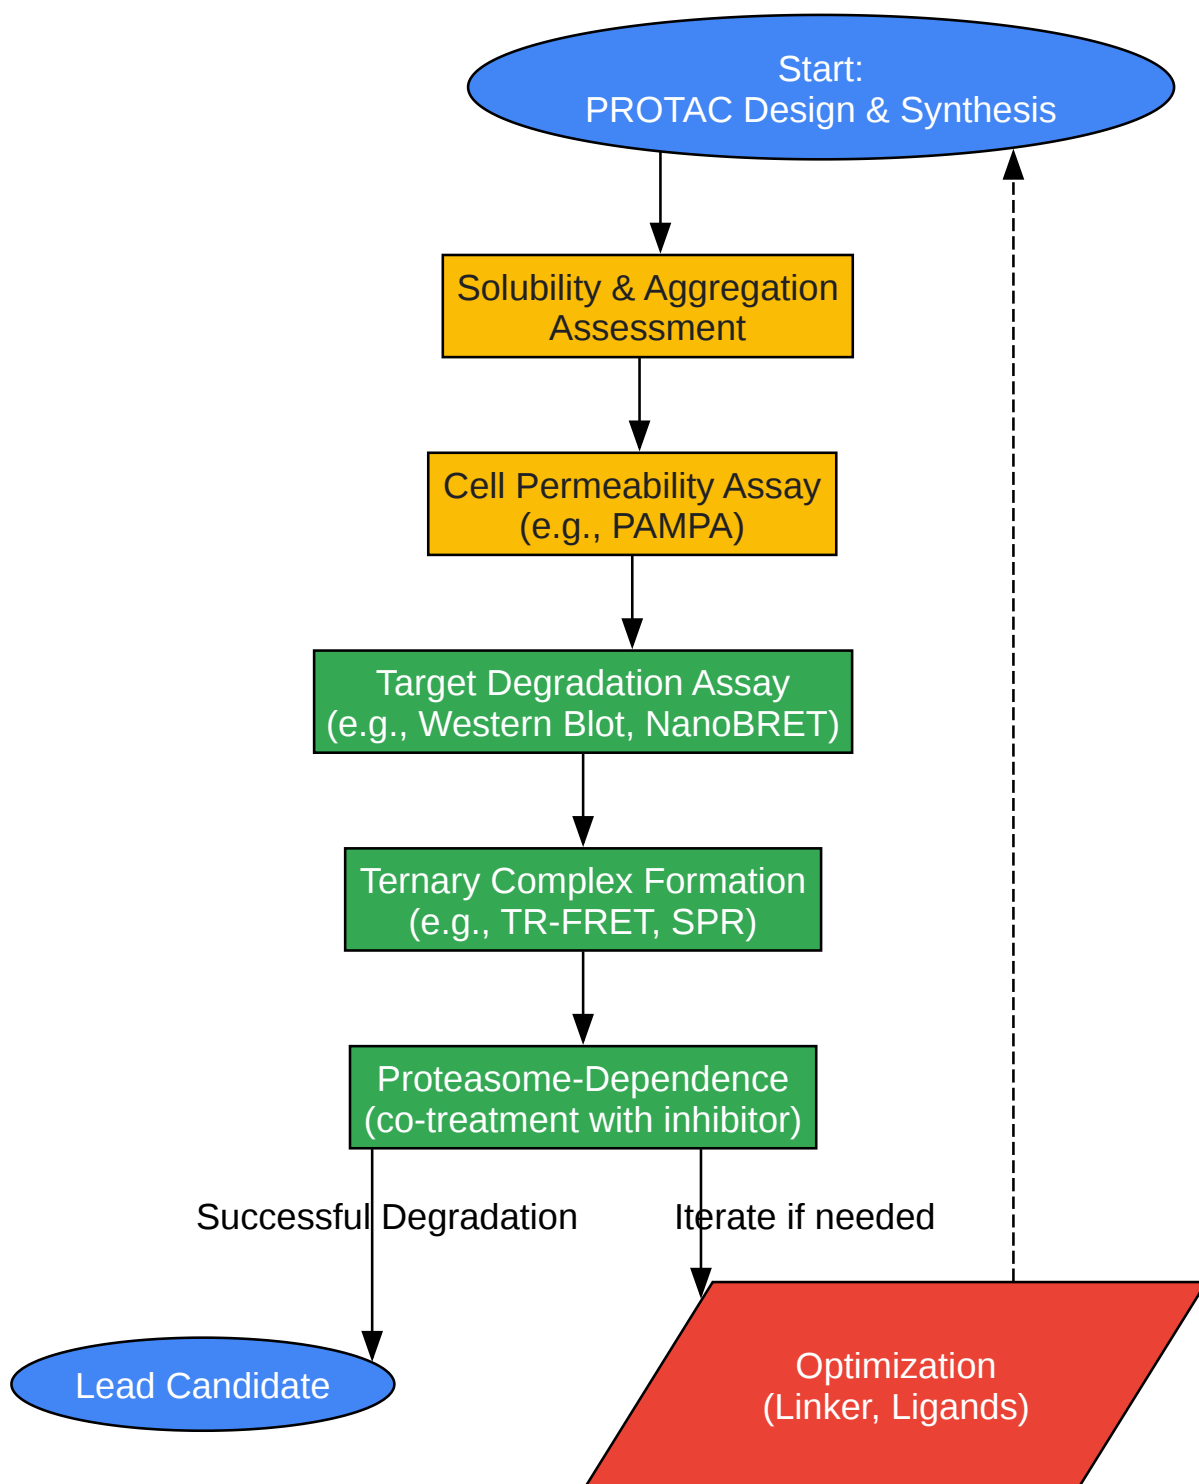 Start:
PROTAC Design & Synthesis
Solubility & Aggregation
Assessment
Cell Permeability Assay
(e.g., PAMPA)
Target Degradation Assay
(e.g., Western Blot, NanoBRET)
Ternary Complex Formation
(e.g., TR-FRET, SPR)
Proteasome-Dependence
(co-treatment with inhibitor)
Successful Degradation
Iterate if needed
Lead Candidate
Optimization
(Linker, Ligands)